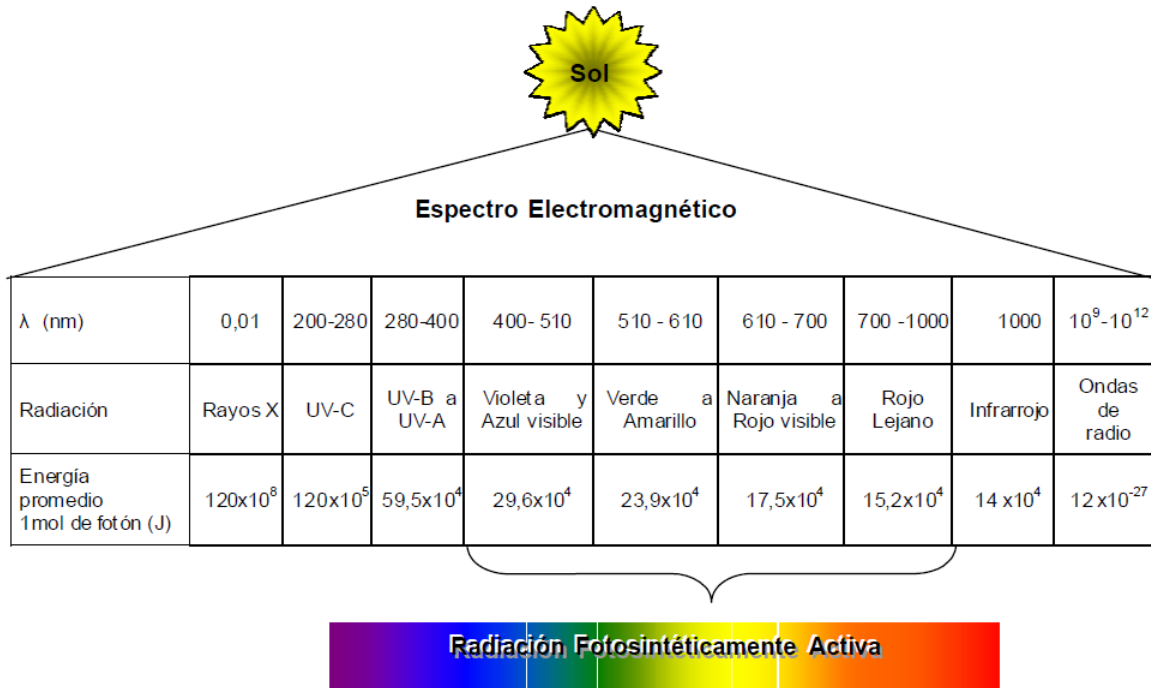 Sol
Espectro Electromagnético
λ (nm) 0,01 200-280 280-400 400- 510 510 - 610 610 - 700 700 -1000 1000 10⁹-10¹²
Radiación Rayos X UV-C UV-B a UV-A Violeta y Azul visible Verde a Amarillo Naranja a Rojo visible Rojo Lejano Infrarrojo Ondas de radio
Energía promedio 1mol de fotón (J) 120x10⁸ 120x10⁵ 59,5x10⁴ 29,6x10⁴ 23,9x10⁴ 17,5x10⁴ 15,2x10⁴ 14 x10⁴ 12 x10⁻²⁷
Radiación Fotosintéticamente Activa